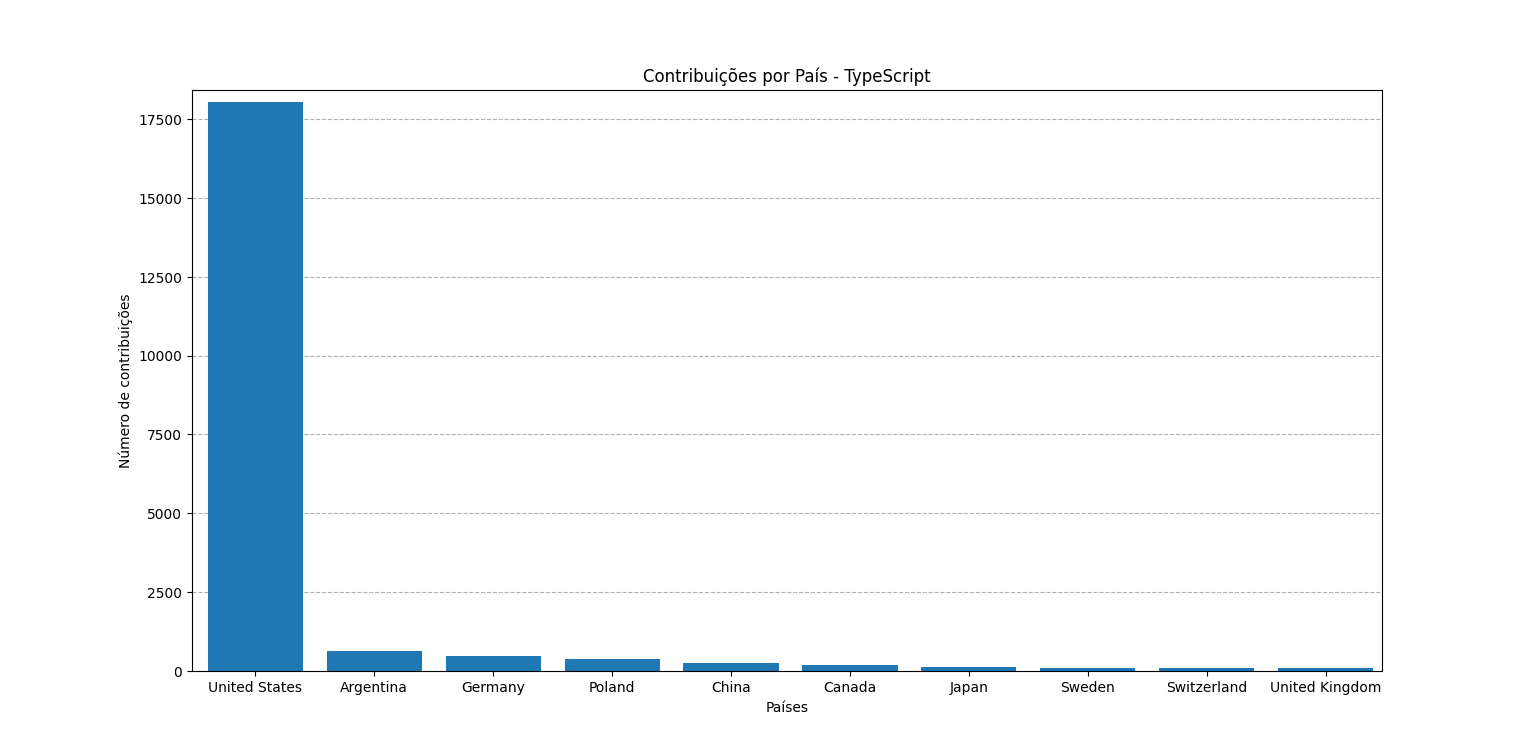 Contribuições por País - TypeScript
17500
15000
12500
10000
7500
5000
2500
0
Número de contribuições
United States Argentina Germany Poland China Canada Japan Sweden Switzerland United Kingdom
Países